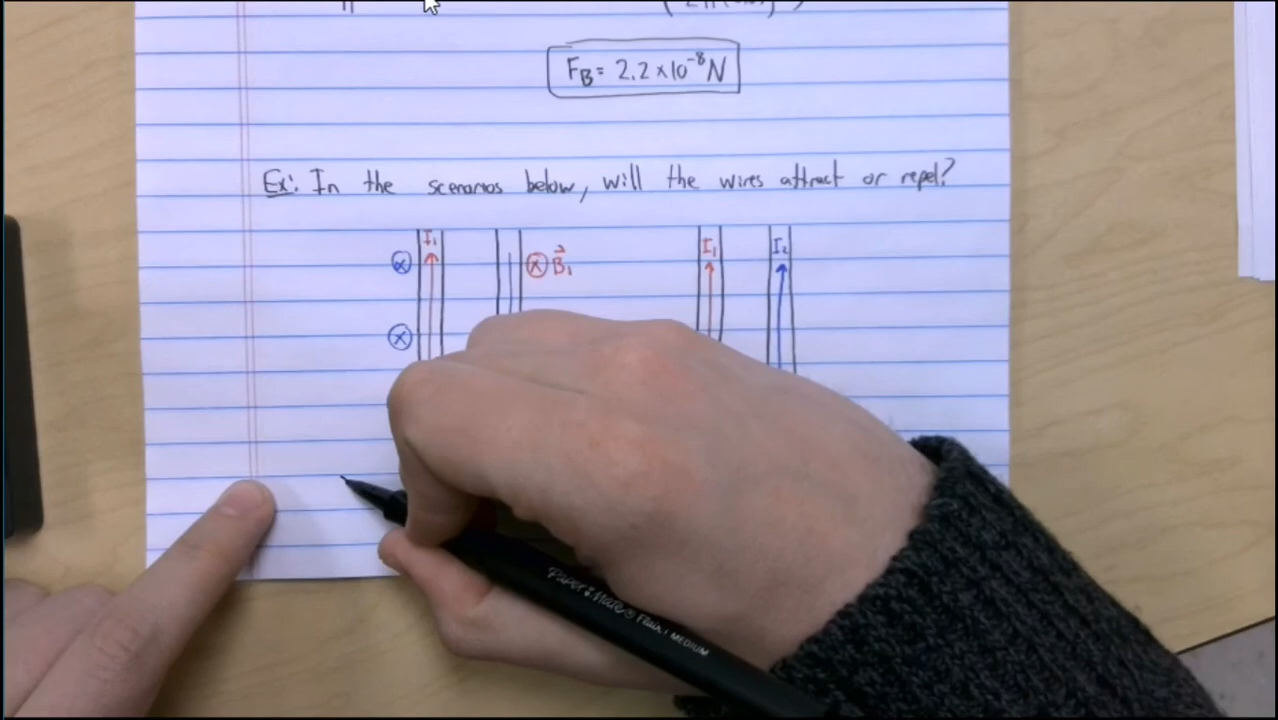 F_B = 2.2×10⁻⁸ N
Ex: In the scenarios below, will the wires attract or repel?
I₁ I₁ I₂
ⓧ ⓧ B⃗₁
ⓧ
Paper Mate® Flair! MEDIUM